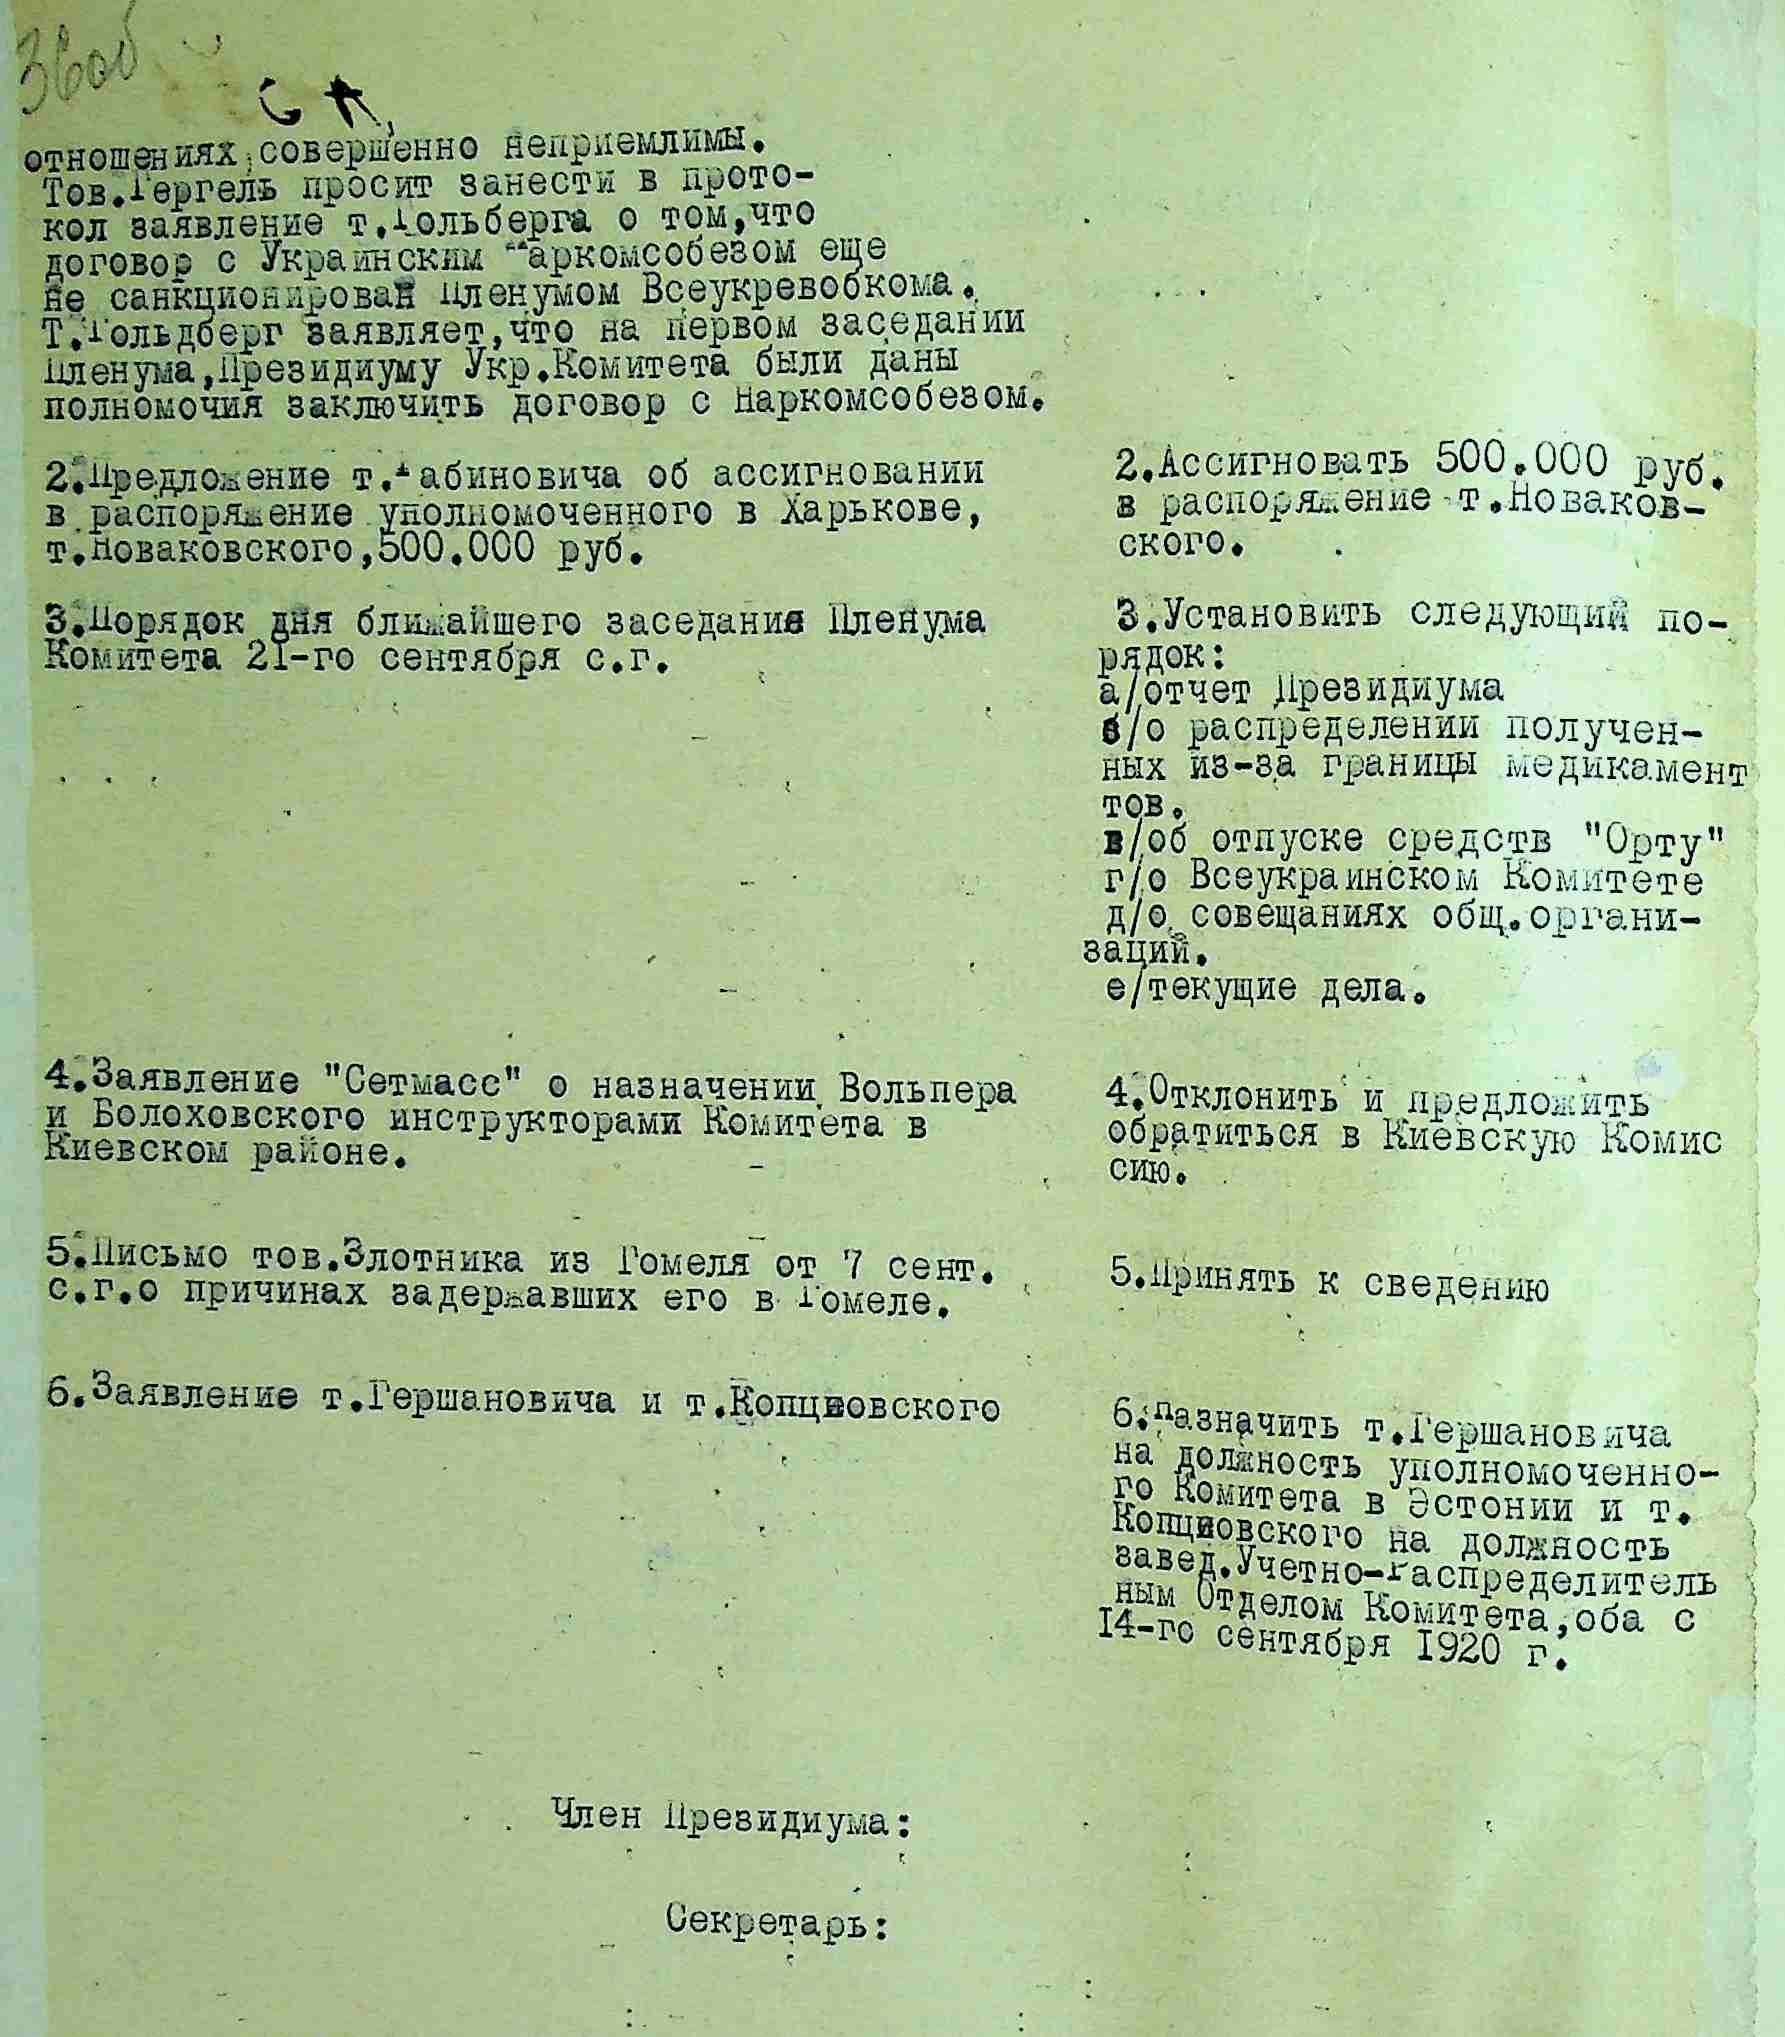 36об
отношениях совершенно неприемлимы.
Тов.Гергель просит занести в прото-
кол заявление т.Гольберга о том,что
договор с Украинским Наркомсобезом еще
не санкционирован Пленумом Всеукревобкома.
Т.Гольдберг заявляет,что на первом заседании
Пленума,Президиуму Укр.Комитета были даны
полномочия заключить договор с Наркомсобезом.
2.Предложение т.Рабиновича об ассигновании
в распоряжение уполномоченного в Харькове,
т.Новаковского,500.000 руб.
2.Ассигновать 500.000 руб.
в распоряжение т.Новаков-
ского.
3.Порядок дня ближайшего заседания Пленума
Комитета 21-го сентября с.г.
3.Установить следующий по-
рядок:
а/отчет Президиума
б/о распределении получен-
ных из-за границы медикамент
тов.
в/об отпуске средств "Орту"
г/о Всеукраинском Комитете
д/о совещаниях общ.органи-
заций.
е/текущие дела.
4.Заявление "Сетмасс" о назначении Вольпера
и Болоховского инструкторами Комитета в
Киевском районе.
4.Отклонить и предложить
обратиться в Киевскую Комис
сию.
5.Письмо тов.Злотника из Гомеля от 7 сент.
с.г.о причинах задержавших его в Гомеле.
5.Принять к сведению
6.Заявление т.Гершановича и т.Копцновского
6.Назначить т.Гершановича
на должность уполномоченно-
го Комитета в Эстонии и т.
Копцновского на должность
завед.Учетно-Распределитель
ным Отделом Комитета,оба с
14-го сентября 1920 г.
Член Президиума:
Секретарь: